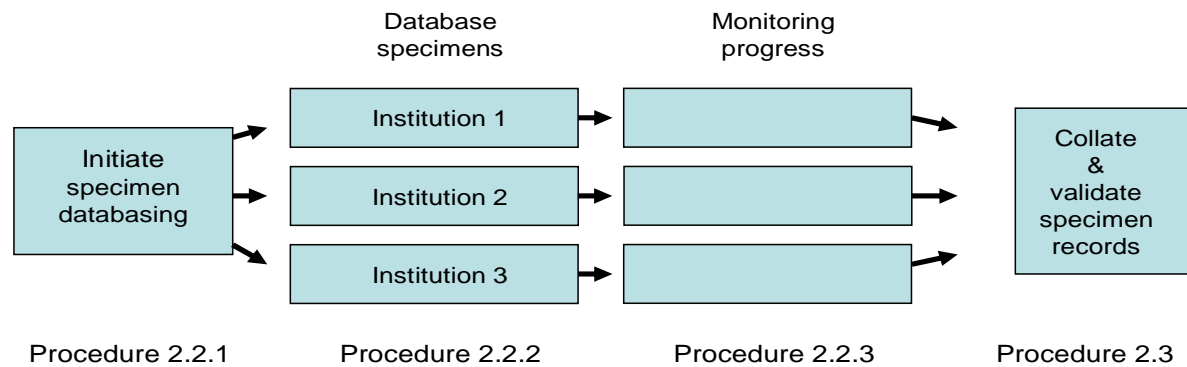 Database
specimens
Monitoring
progress
Initiate
specimen
databasing
Institution 1
Institution 2
Institution 3
Collate
&
validate
specimen
records
Procedure 2.2.1
Procedure 2.2.2
Procedure 2.2.3
Procedure 2.3